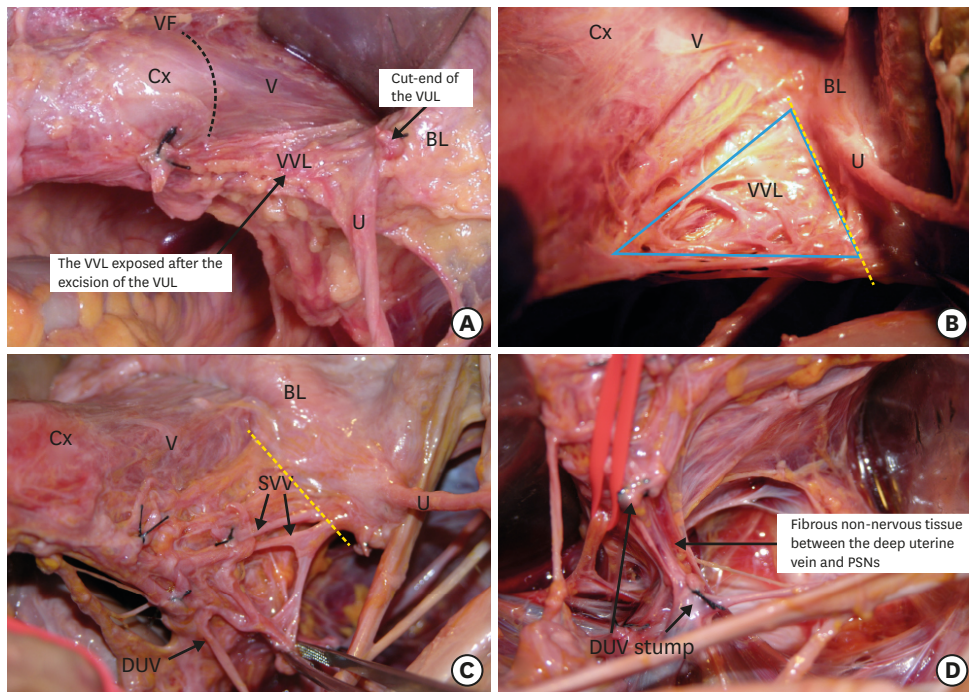 VF
Cx
V
Cut-end of
the VUL
BL
VVL
U
The VVL exposed after the
excision of the VUL
A
Cx
V
BL
U
VVL
B
BL
Cx
V
SVV
U
DUV
C
Fibrous non-nervous tissue
between the deep uterine
vein and PSNs
DUV stump
D